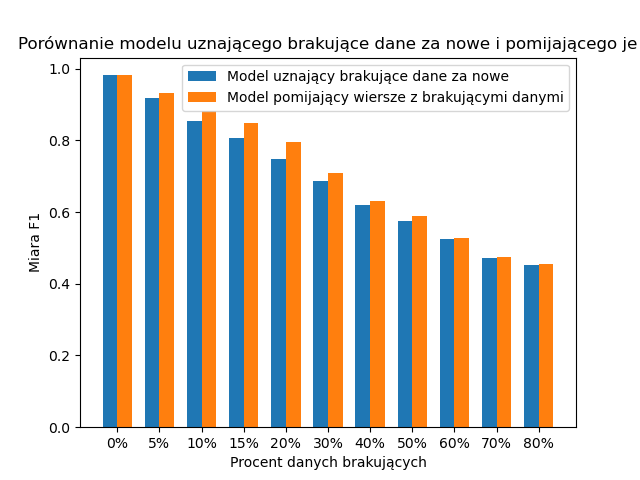 Porównanie modelu uznającego brakujące dane za nowe i pomijającego je
Model uznający brakujące dane za nowe
Model pomijający wiersze z brakującymi danymi
Miara F1
1.0
0.8
0.6
0.4
0.2
0.0
0% 5% 10% 15% 20% 30% 40% 50% 60% 70% 80%
Procent danych brakujących